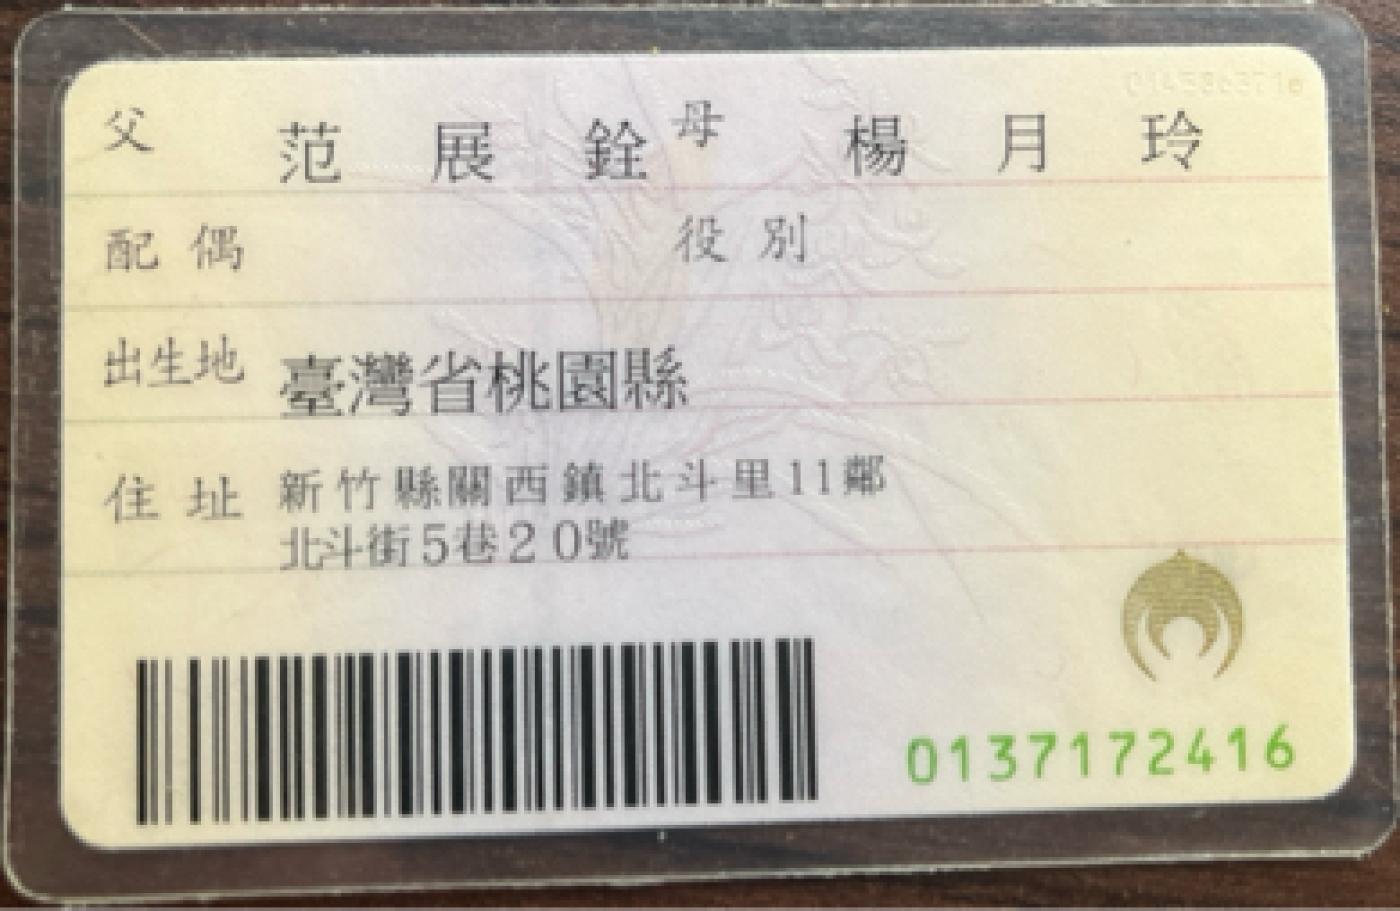 父 范展銓 母 楊月玲
配偶 役別
出生地 臺灣省桃園縣
住址 新竹縣關西鎮北斗里11鄰
北斗街5巷20號
0137172416